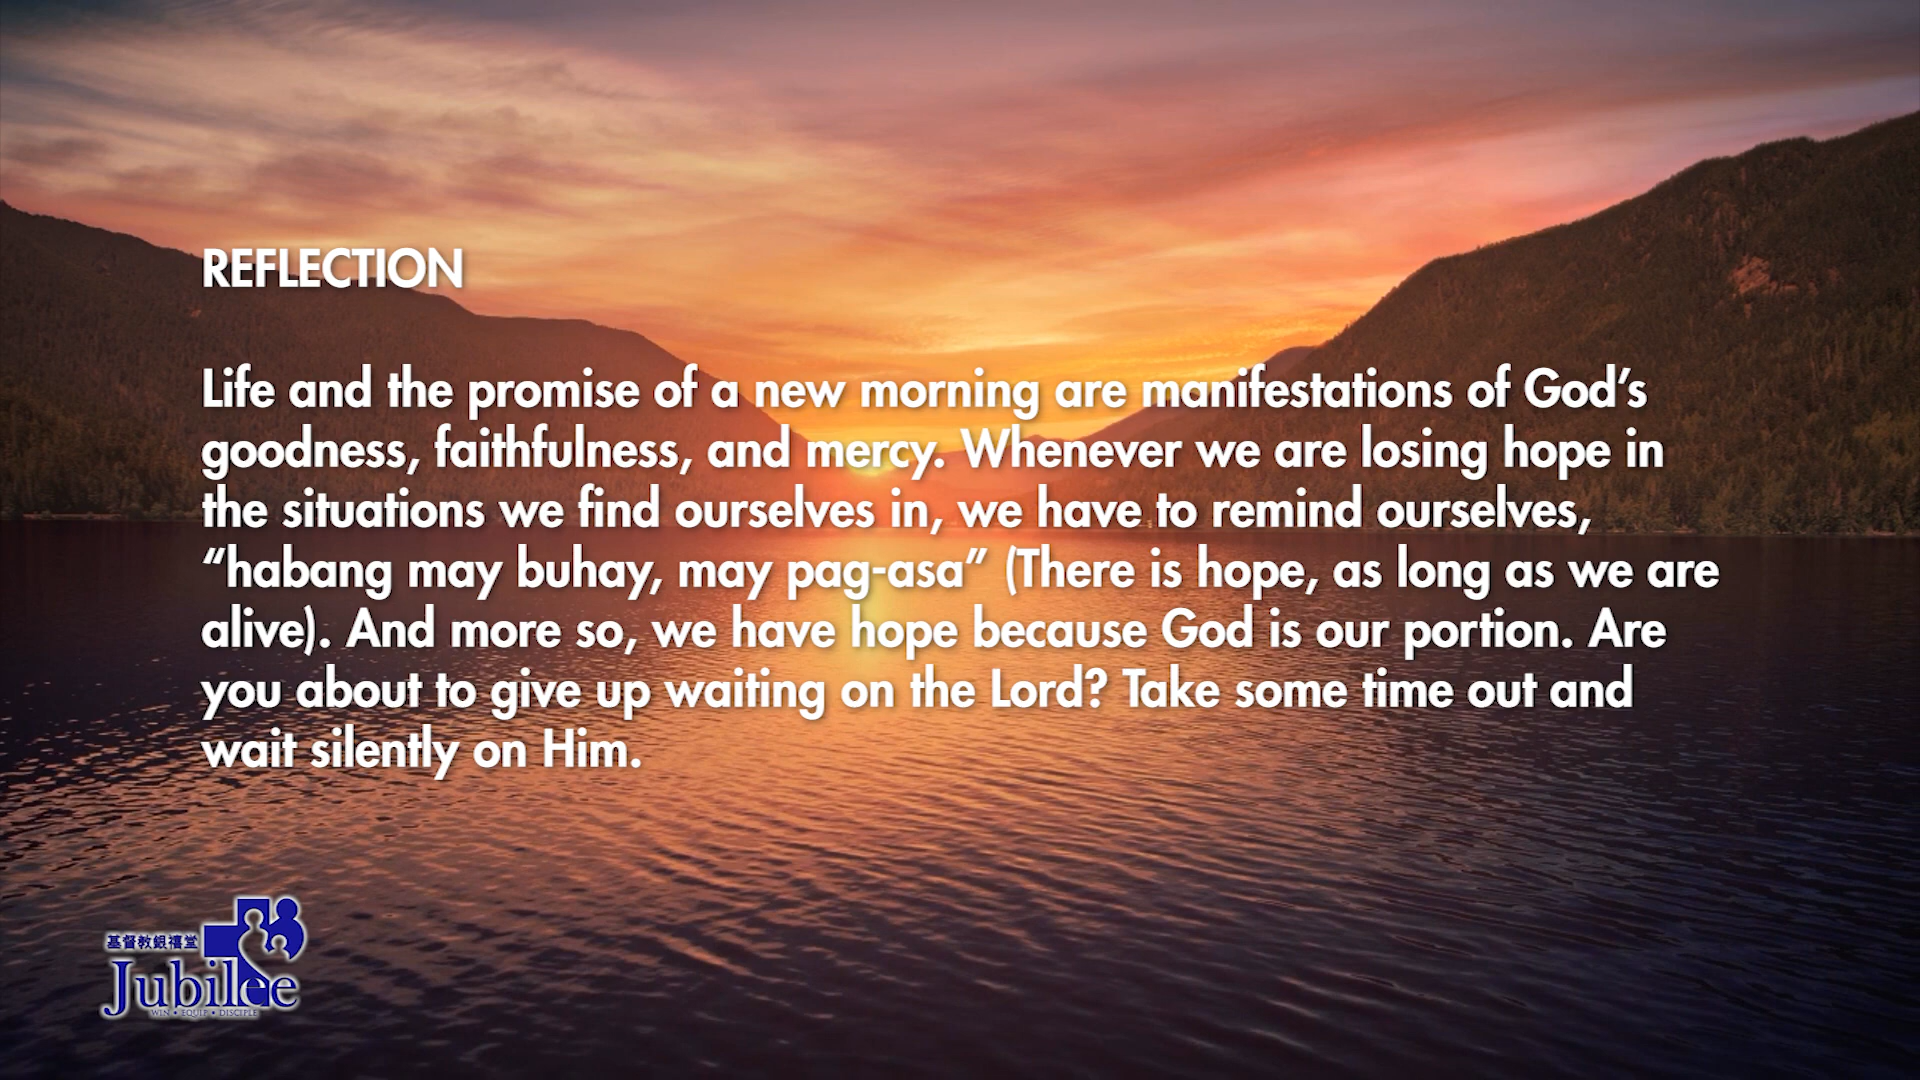 REFLECTION
Life and the promise of a new morning are manifestations of God’s
goodness, faithfulness, and mercy. Whenever we are losing hope in
the situations we find ourselves in, we have to remind ourselves,
“habang may buhay, may pag-asa” (There is hope, as long as we are
alive). And more so, we have hope because God is our portion. Are
you about to give up waiting on the Lord? Take some time out and
wait silently on Him.
基督教銀禧堂
Jubilee
WIN • EQUIP • DISCIPLE